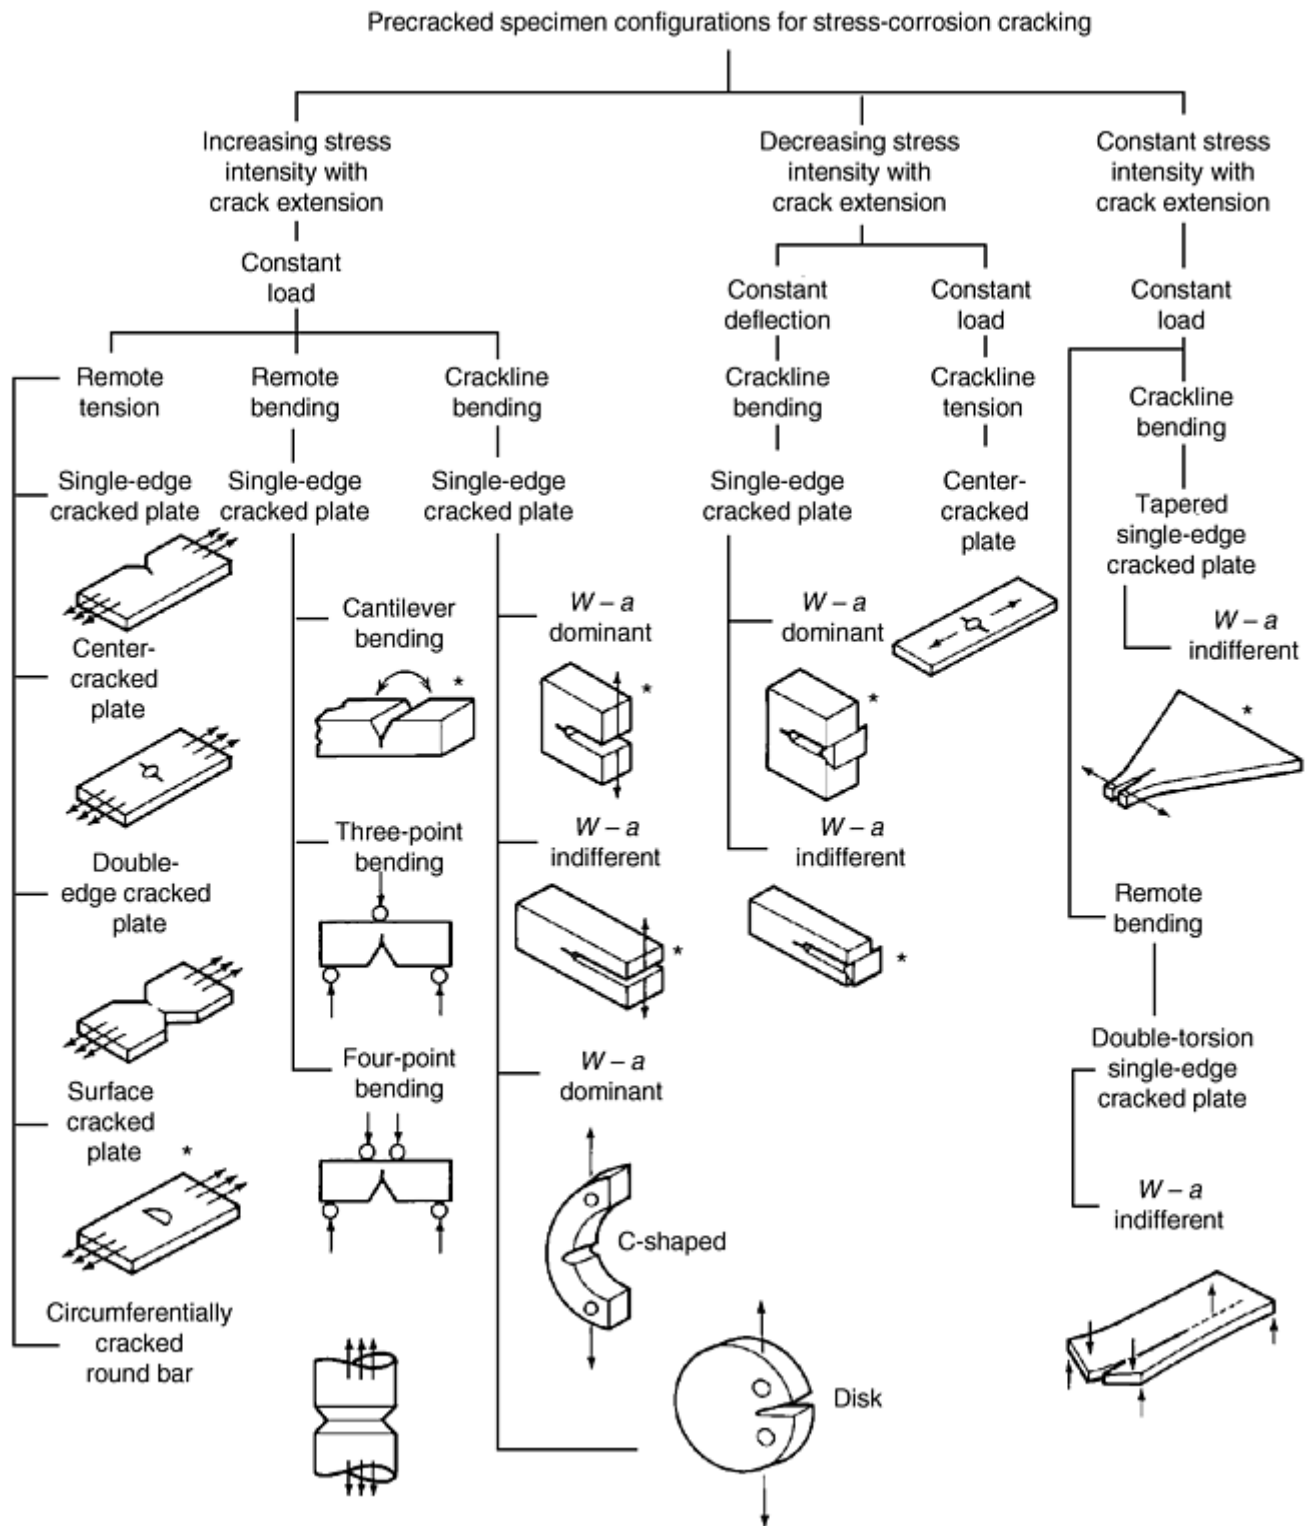 Precracked specimen configurations for stress-corrosion cracking
Increasing stress
intensity with
crack extension
Constant
load
Remote
tension
Single-edge
cracked plate
Center-
cracked
plate
Double-
edge cracked
plate
Surface
cracked
plate
*
Circumferentially
cracked
round bar
Remote
bending
Single-edge
cracked plate
Cantilever
bending
*
Three-point
bending
Four-point
bending
Crackline
bending
Single-edge
cracked plate
W – a
dominant
*
W – a
indifferent
*
W – a
dominant
C-shaped
Disk
Decreasing stress
intensity with
crack extension
Constant
deflection
Crackline
bending
Single-edge
cracked plate
W – a
dominant
*
W – a
indifferent
*
Constant
load
Crackline
tension
Center-
cracked
plate
Constant stress
intensity with
crack extension
Constant
load
Crackline
bending
Tapered
single-edge
cracked plate
W – a
indifferent
*
Remote
bending
Double-torsion
single-edge
cracked plate
W – a
indifferent